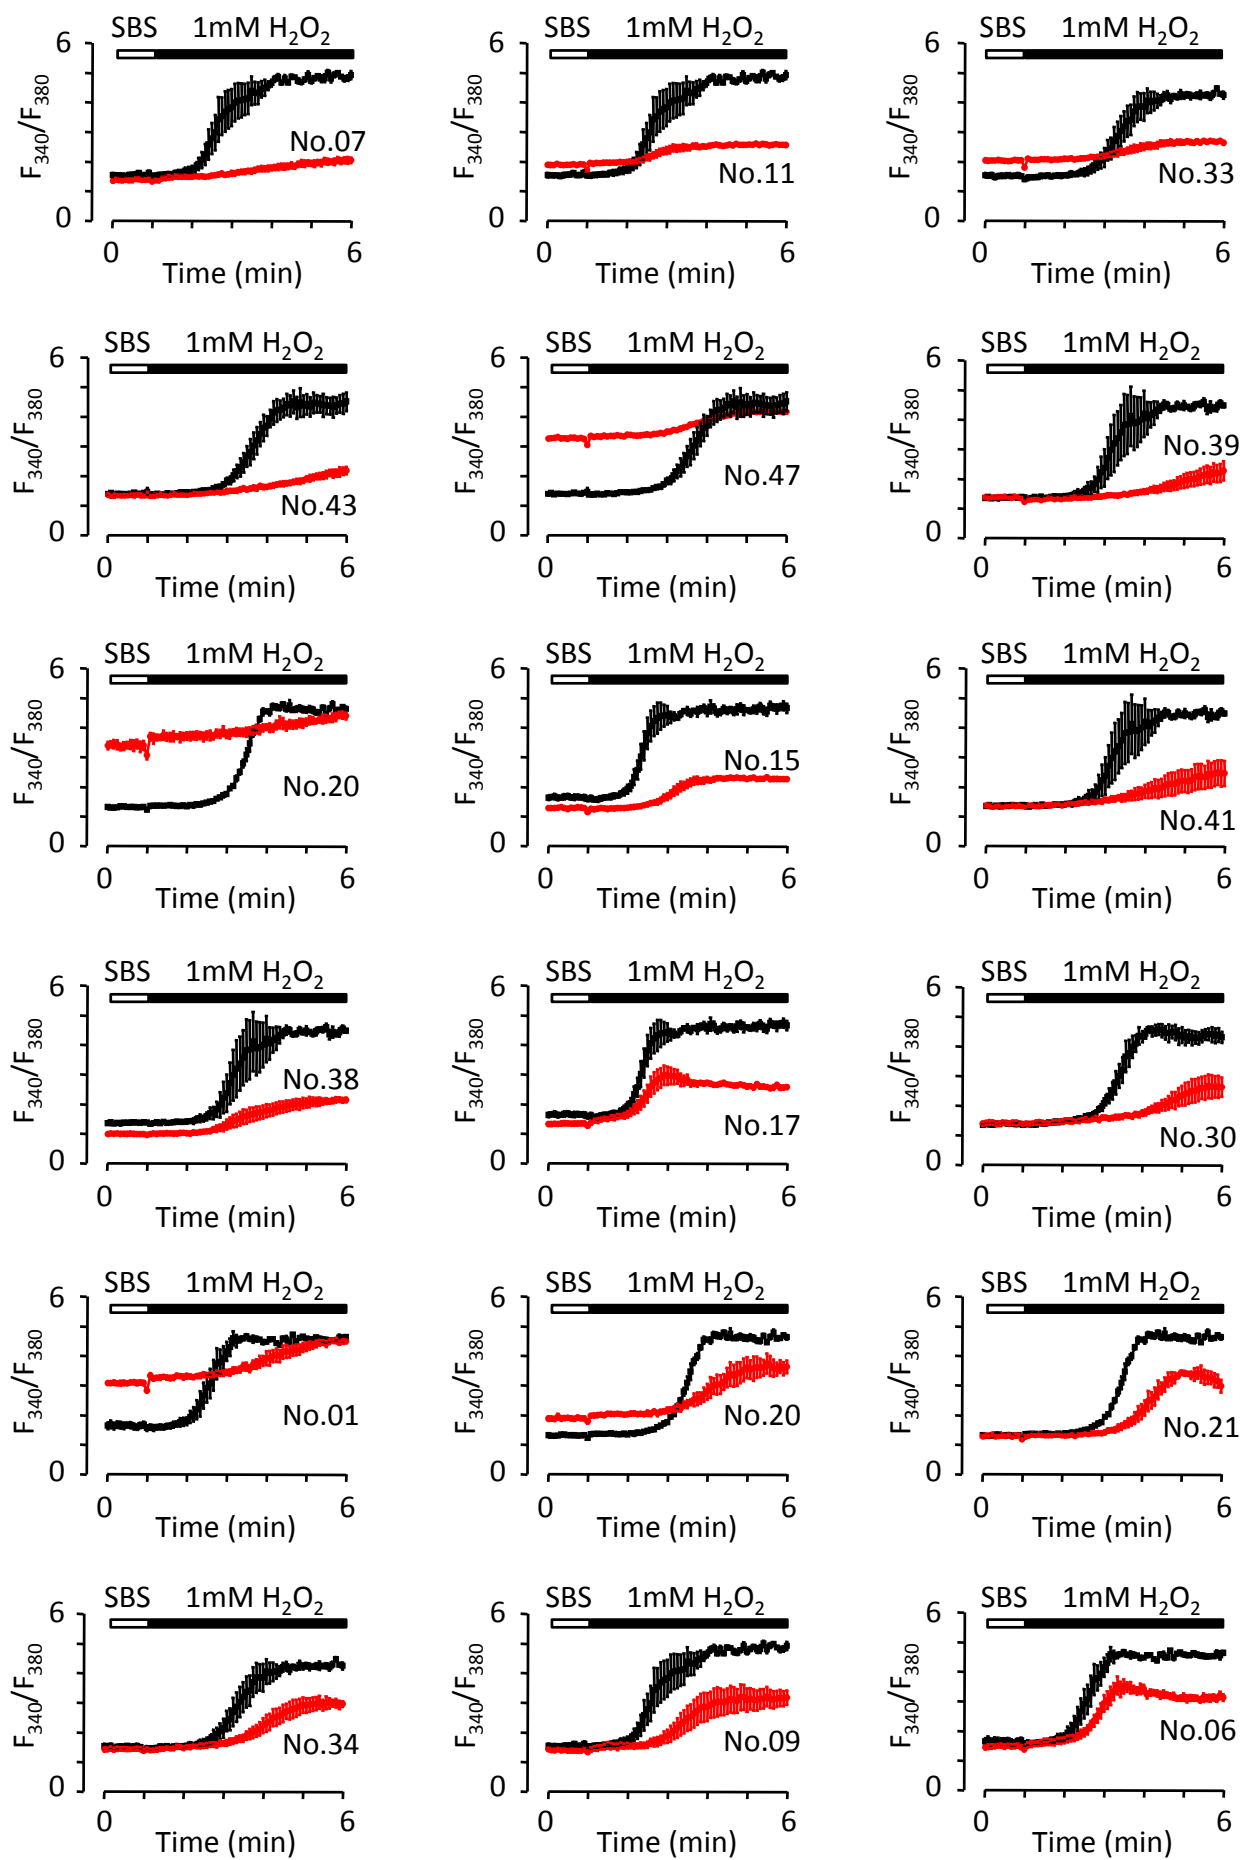 SBS 1mM H₂O₂
6
F₃₄₀/F₃₈₀
No.07
0
0 6
Time (min)
SBS 1mM H₂O₂
6
F₃₄₀/F₃₈₀
No.11
0
0 6
Time (min)
SBS 1mM H₂O₂
6
F₃₄₀/F₃₈₀
No.33
0
0 6
Time (min)
SBS 1mM H₂O₂
6
F₃₄₀/F₃₈₀
No.43
0
0 6
Time (min)
SBS 1mM H₂O₂
6
F₃₄₀/F₃₈₀
No.47
0
0 6
Time (min)
SBS 1mM H₂O₂
6
F₃₄₀/F₃₈₀
No.39
0
0 6
Time (min)
SBS 1mM H₂O₂
6
F₃₄₀/F₃₈₀
No.20
0
0 6
Time (min)
SBS 1mM H₂O₂
6
F₃₄₀/F₃₈₀
No.15
0
0 6
Time (min)
SBS 1mM H₂O₂
6
F₃₄₀/F₃₈₀
No.41
0
0 6
Time (min)
SBS 1mM H₂O₂
6
F₃₄₀/F₃₈₀
No.38
0
0 6
Time (min)
SBS 1mM H₂O₂
6
F₃₄₀/F₃₈₀
No.17
0
0 6
Time (min)
SBS 1mM H₂O₂
6
F₃₄₀/F₃₈₀
No.30
0
0 6
Time (min)
SBS 1mM H₂O₂
6
F₃₄₀/F₃₈₀
No.01
0
0 6
Time (min)
SBS 1mM H₂O₂
6
F₃₄₀/F₃₈₀
No.20
0
0 6
Time (min)
SBS 1mM H₂O₂
6
F₃₄₀/F₃₈₀
No.21
0
0 6
Time (min)
SBS 1mM H₂O₂
6
F₃₄₀/F₃₈₀
No.34
0
0 6
Time (min)
SBS 1mM H₂O₂
6
F₃₄₀/F₃₈₀
No.09
0
0 6
Time (min)
SBS 1mM H₂O₂
6
F₃₄₀/F₃₈₀
No.06
0
0 6
Time (min)